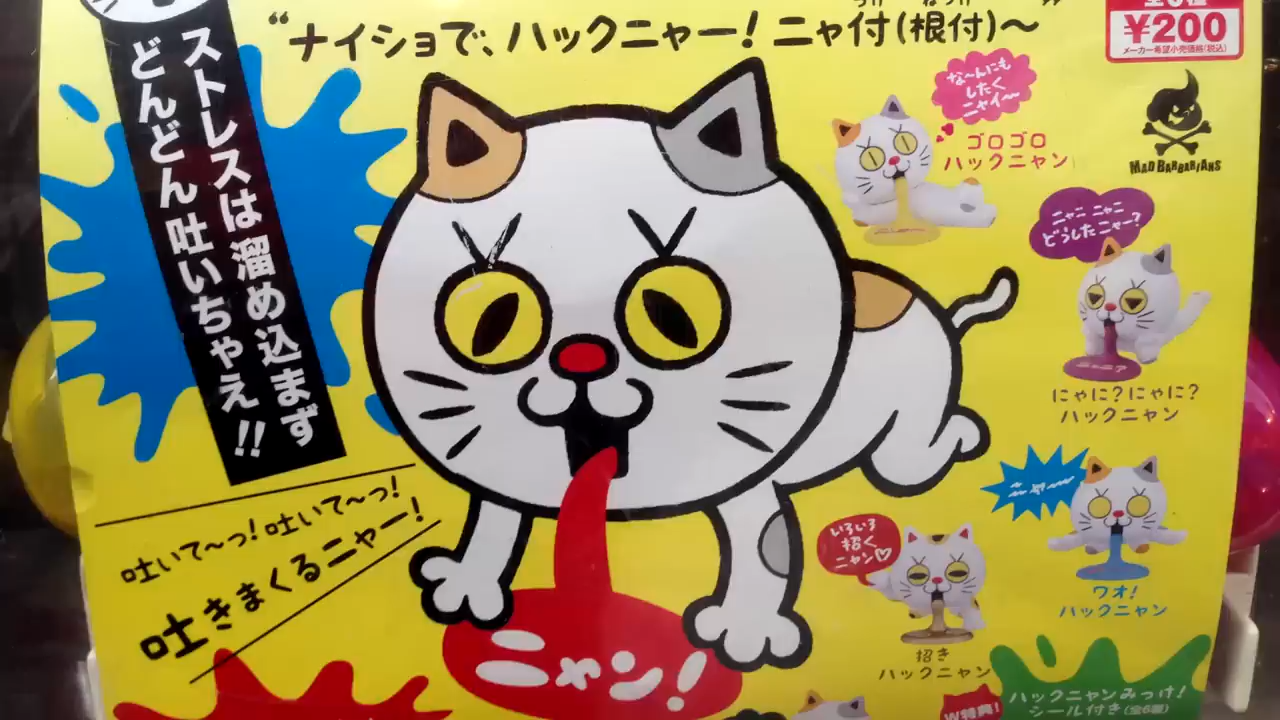 “ナイショで、ハックニャー！ニャ付(根付)〜”
¥200
メーカー希望小売価格(税込)
MAD BARBARIANS
ストレスは溜め込まず
どんどん吐いちゃえ!!
な〜んにも
したく
ニャイ〜
ゴロゴロ
ハックニャン
ニャニ ニャニ
どうしたニャー?
にゃに？にゃに？
ハックニャン
ニャー
ワオ!
ハックニャン
いろいろ
招く
ニャン♡
招き
ハックニャン
吐いて〜っ!吐いて〜っ!
吐きまくるニャー!
ニャン!
W特典!
ハックニャンみっけ!
シール付き(全6種)